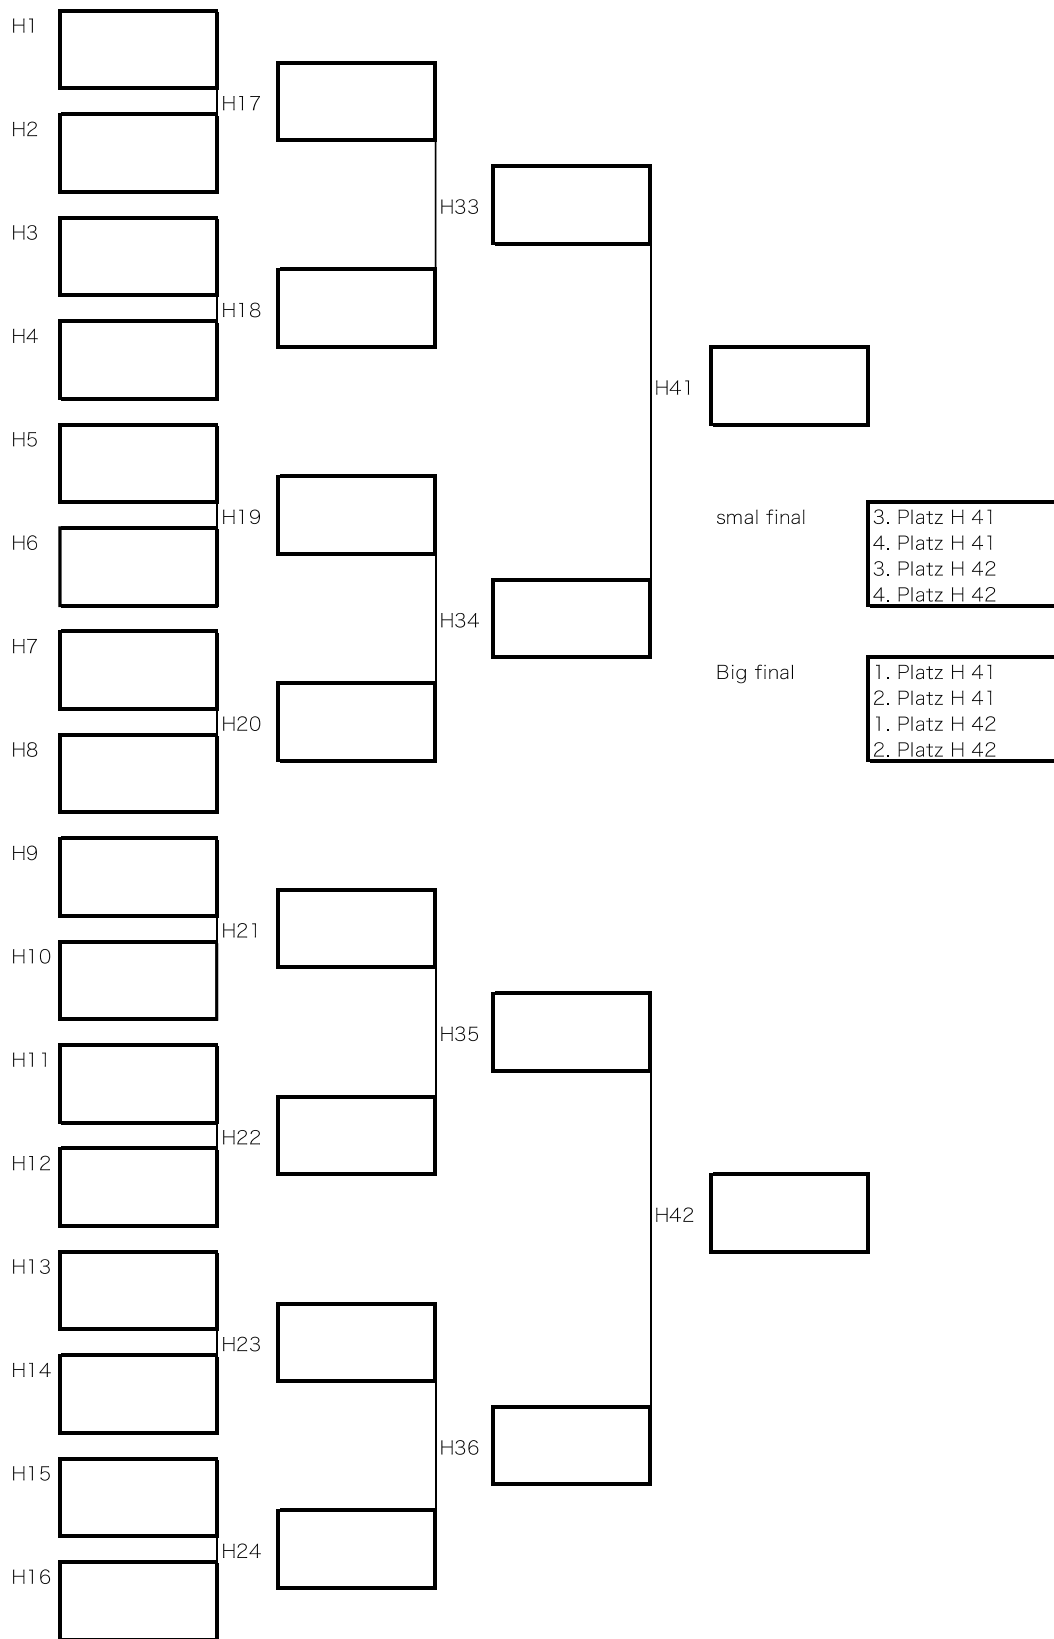 H1
H17
H2
H33
H3
H18
H4
H41
H5
H19
smal final
3. Platz H 41
4. Platz H 41
3. Platz H 42
4. Platz H 42
H6
H34
H7
Big final
1. Platz H 41
2. Platz H 41
1. Platz H 42
2. Platz H 42
H20
H8
H9
H21
H10
H35
H11
H22
H12
H42
H13
H23
H14
H36
H15
H24
H16